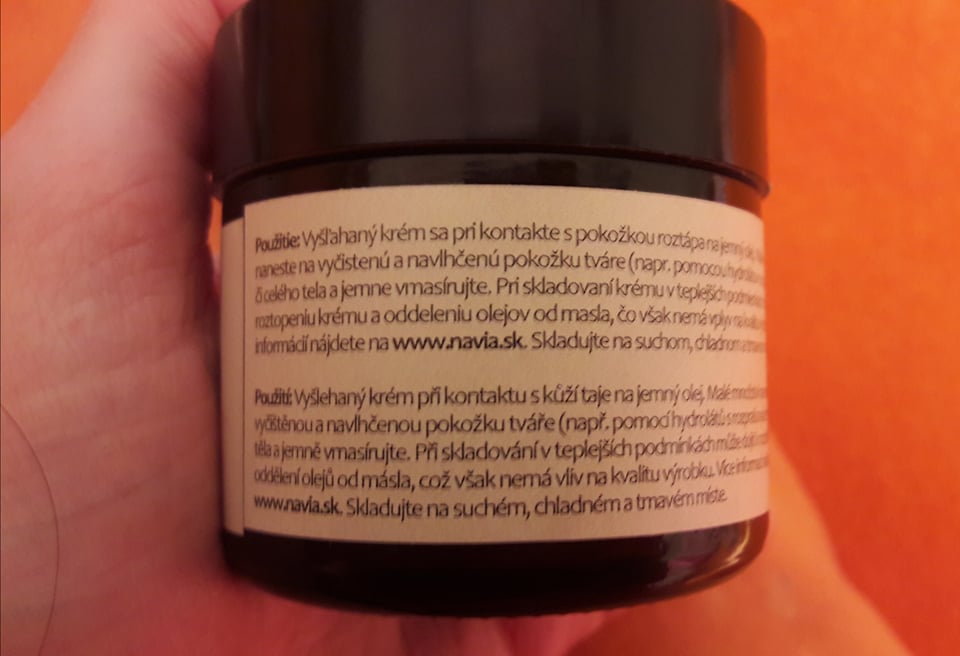 Použitie: Vyšľahaný krém sa pri kontakte s pokožkou roztápa na jemný olej.
naneste na vyčistenú a navlhčenú pokožku tváre (napr. pomocou
či celého tela a jemne vmasírujte. Pri skladovaní krému v teplejších
roztopeniu krému a oddeleniu olejov od masla, čo však nemá vplyv na
informácií nájdete na www.navia.sk. Skladujte na suchom, chladnom a
Použití: Vyšlehaný krém při kontaktu s kůží taje na jemný olej. Malé
vyčištěnou a navlhčenou pokožku tváře (např. pomocí hydrolátů s
těla a jemně vmasírujte. Při skladování v teplejších podmínkách může
oddělení olejů od másla, což však nemá vliv na kvalitu výrobku. Více
www.navia.sk. Skladujte na suchém, chladném a tmavém míste.